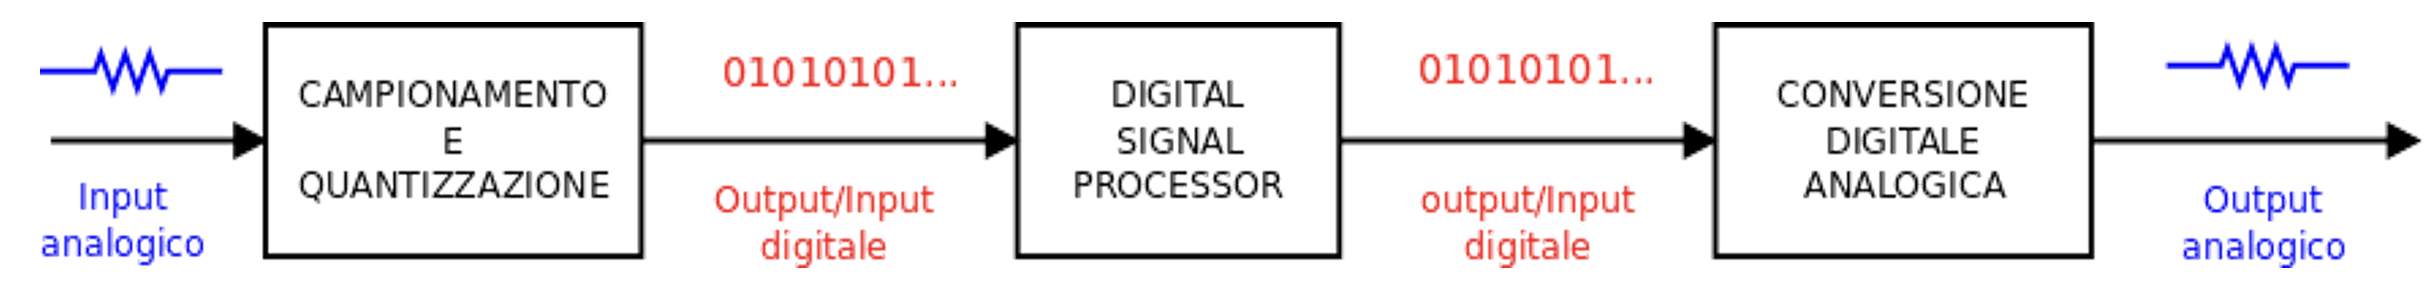 Input
analogico
CAMPIONAMENTO
E
QUANTIZZAZIONE
01010101...
Output/Input
digitale
DIGITAL
SIGNAL
PROCESSOR
01010101...
output/Input
digitale
CONVERSIONE
DIGITALE
ANALOGICA
Output
analogico